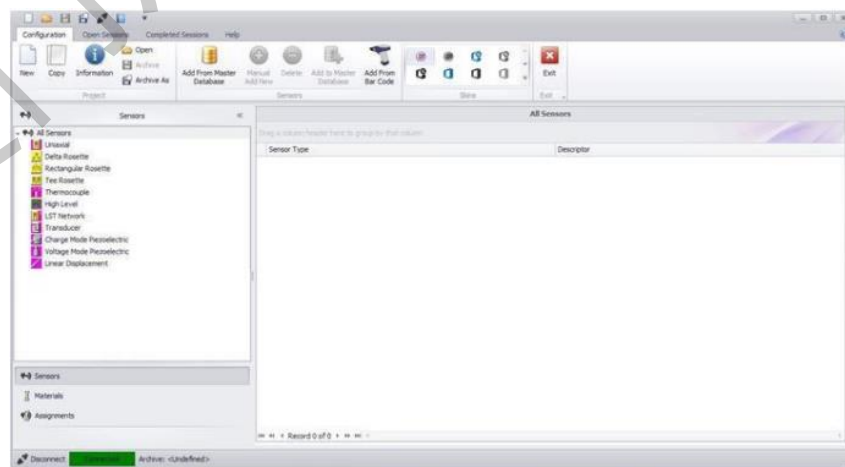 Configuration Open Sessions Completed Sessions Help
New Copy Information Open Archive Archive As Add From Master Database Manual Add New Delete Add to Master Database Add From Bar Code Exit
Project Sensors Skins Exit
Sensors
All Sensors
All Sensors
Drag a column header here to group by that column
Sensor Type Descriptor
Uniaxial
Delta Rosette
Rectangular Rosette
Tee Rosette
Thermocouple
High Level
LST Network
Transducer
Charge Mode Piezoelectric
Voltage Mode Piezoelectric
Linear Displacement
Sensors
Materials
Assignments
Record 0 of 0
Disconnect Connected Archive: <Undefined>